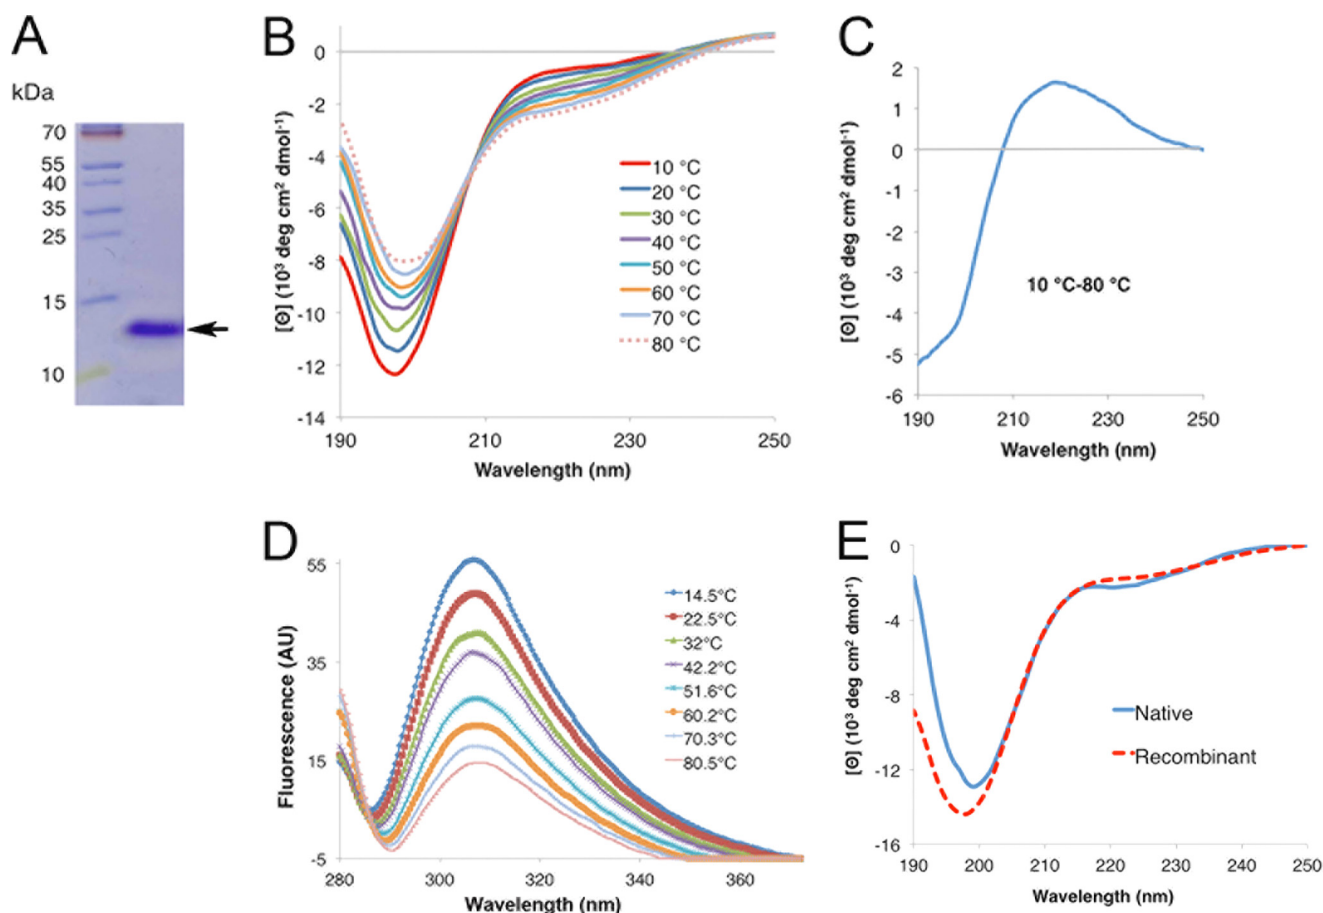 A
kDa
70
55
40
35
25
15
10
B
0
-2
-4
-6
-8
-10
-12
-14
190
210
230
250
[Θ] (10³ deg cm² dmol⁻¹)
Wavelength (nm)
10 °C
20 °C
30 °C
40 °C
50 °C
60 °C
70 °C
80 °C
C
2
1
0
-1
-2
-3
-4
-5
-6
190
210
230
250
[Θ] (10³ deg cm² dmol⁻¹)
10 °C-80 °C
Wavelength (nm)
D
55
35
15
-5
280
300
320
340
360
Fluorescence (AU)
Wavelength (nm)
14.5°C
22.5°C
32°C
42.2°C
51.6°C
60.2°C
70.3°C
80.5°C
E
0
-4
-8
-12
-16
190
200
210
220
230
240
250
[Θ] (10³ deg cm² dmol⁻¹)
Native
Recombinant
Wavelength (nm)